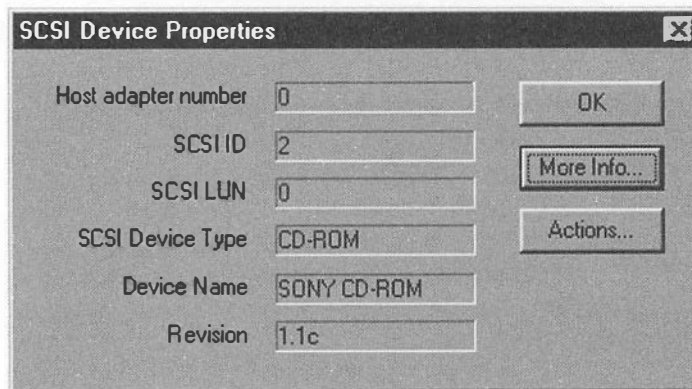 SCSI Device Properties
Host adapter number 0
OK
SCSI ID 2
More Info...
SCSI LUN 0
Actions...
SCSI Device Type CD-ROM
Device Name SONY CD-ROM
Revision 1.1c